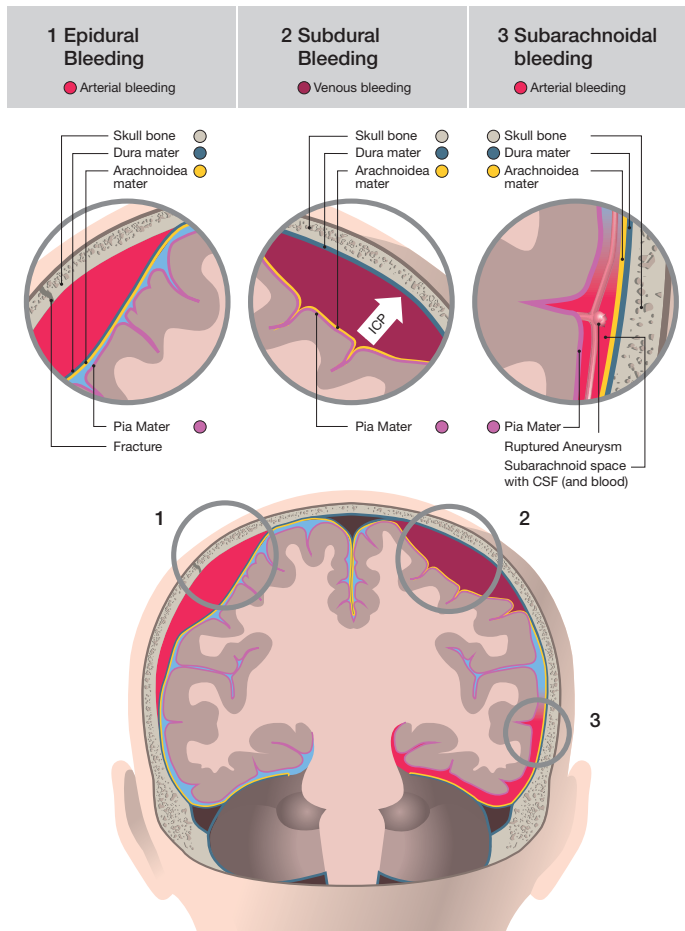 1 Epidural
Bleeding
Arterial bleeding
2 Subdural
Bleeding
Venous bleeding
3 Subarachnoidal
bleeding
Arterial bleeding
Skull bone
Dura mater
Arachnoidea
mater
Skull bone
Dura mater
Arachnoidea
mater
Skull bone
Dura mater
Arachnoidea
mater
ICP
Pia Mater
Fracture
Pia Mater
Pia Mater
Ruptured Aneurysm
Subarachnoid space
with CSF (and blood)
1
2
3